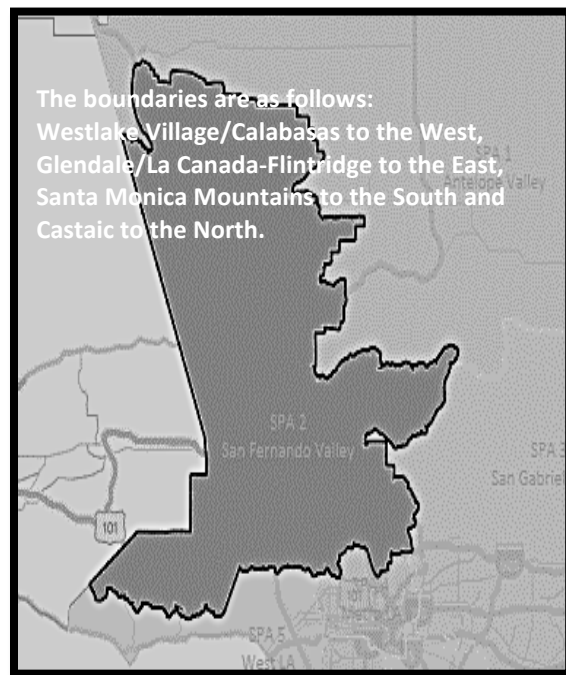 The boundaries are as follows:
Westlake Village/Calabasas to the West,
Glendale/La Canada-Flintridge to the East,
Santa Monica Mountains to the South and
Castaic to the North.
SPA 1
Antelope Valley
SPA 2
San Fernando Valley
SPA 3
San Gabriel
101
SPA 5
West LA